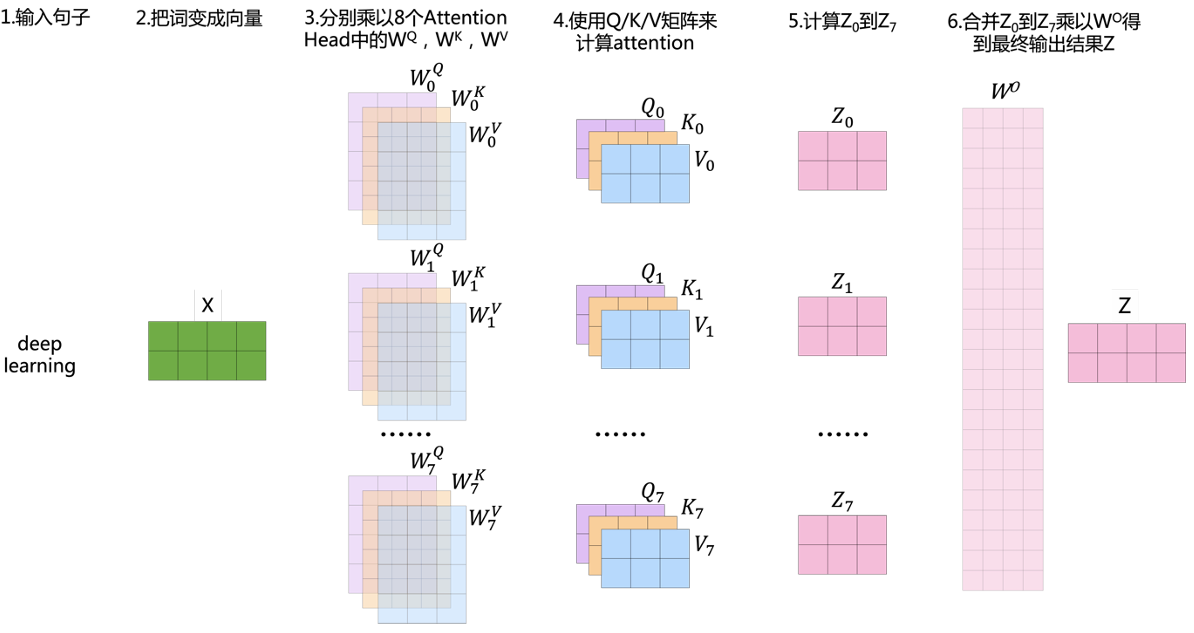 1.输入句子
2.把词变成向量
3.分别乘以8个Attention
Head中的W^Q，W^K，W^V
4.使用Q/K/V矩阵来
计算attention
5.计算Z₀到Z₇
6.合并Z₀到Z₇乘以W^O得
到最终输出结果Z
W₀^Q
W₀^K
W₀^V
Q₀
K₀
V₀
Z₀
W^O
deep
learning
X
W₁^Q
W₁^K
W₁^V
Q₁
K₁
V₁
Z₁
Z
......
......
......
W₇^Q
W₇^K
W₇^V
Q₇
K₇
V₇
Z₇